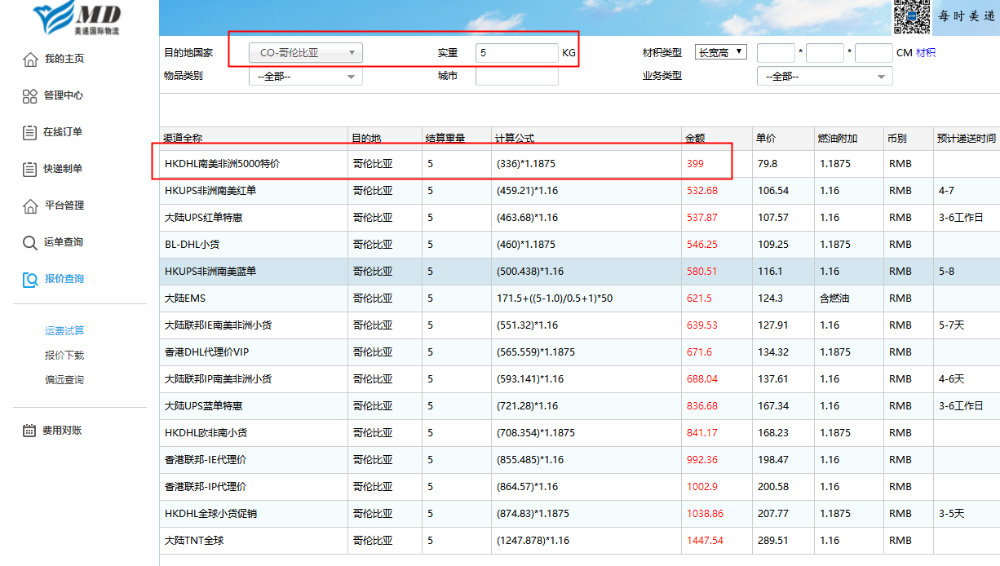 MD
美递国际物流
每时美递
我的主页
管理中心
在线订单
快递制单
平台管理
运单查询
报价查询
运费试算
报价下载
偏远查询
费用对账
目的地国家 CO-哥伦比亚 实重 5 KG 材积类型 长宽高 * * CM 材积
物品类别 --全部-- 城市 业务类型 --全部--
渠道全称 目的地 结算重量 计算公式 金额 单价 燃油附加 币别 预计递送时间
HKDHL南美非洲5000特价 哥伦比亚 5 (336)*1.1875 399 79.8 1.1875 RMB
HKUPS非洲南美红单 哥伦比亚 5 (459.21)*1.16 532.68 106.54 1.16 RMB 4-7
大陆UPS红单特惠 哥伦比亚 5 (463.68)*1.16 537.87 107.57 1.16 RMB 3-6工作日
BL-DHL小货 哥伦比亚 5 (460)*1.1875 546.25 109.25 1.1875 RMB
HKUPS非洲南美蓝单 哥伦比亚 5 (500.438)*1.16 580.51 116.1 1.16 RMB 5-8
大陆EMS 哥伦比亚 5 171.5+((5-1.0)/0.5+1)*50 621.5 124.3 含燃油 RMB
大陆联邦IE南美非洲小货 哥伦比亚 5 (551.32)*1.16 639.53 127.91 1.16 RMB 5-7天
香港DHL代理价VIP 哥伦比亚 5 (565.559)*1.1875 671.6 134.32 1.1875 RMB
大陆联邦IP南美非洲小货 哥伦比亚 5 (593.141)*1.16 688.04 137.61 1.16 RMB 4-6天
大陆UPS蓝单特惠 哥伦比亚 5 (721.28)*1.16 836.68 167.34 1.16 RMB 3-6工作日
HKDHL欧非南小货 哥伦比亚 5 (708.354)*1.1875 841.17 168.23 1.1875 RMB
香港联邦-IE代理价 哥伦比亚 5 (855.485)*1.16 992.36 198.47 1.16 RMB
香港联邦-IP代理价 哥伦比亚 5 (864.57)*1.16 1002.9 200.58 1.16 RMB
HKDHL全球小货促销 哥伦比亚 5 (874.83)*1.1875 1038.86 207.77 1.1875 RMB 3-5天
大陆TNT全球 哥伦比亚 5 (1247.878)*1.16 1447.54 289.51 1.16 RMB